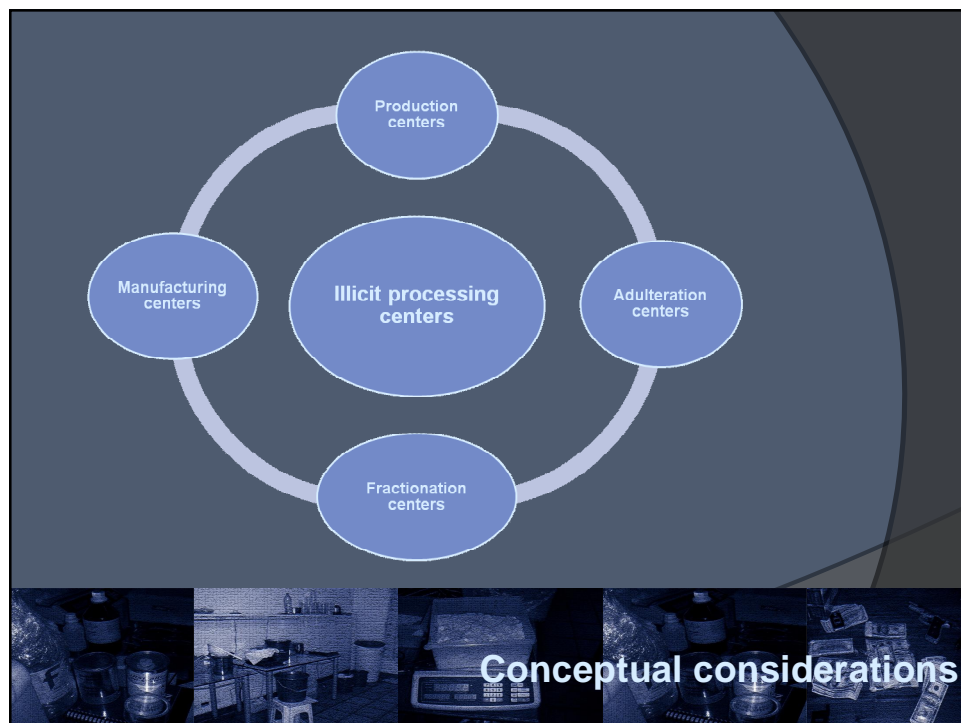 Production
centers
Manufacturing
centers
Illicit processing
centers
Adulteration
centers
Fractionation
centers
Conceptual considerations